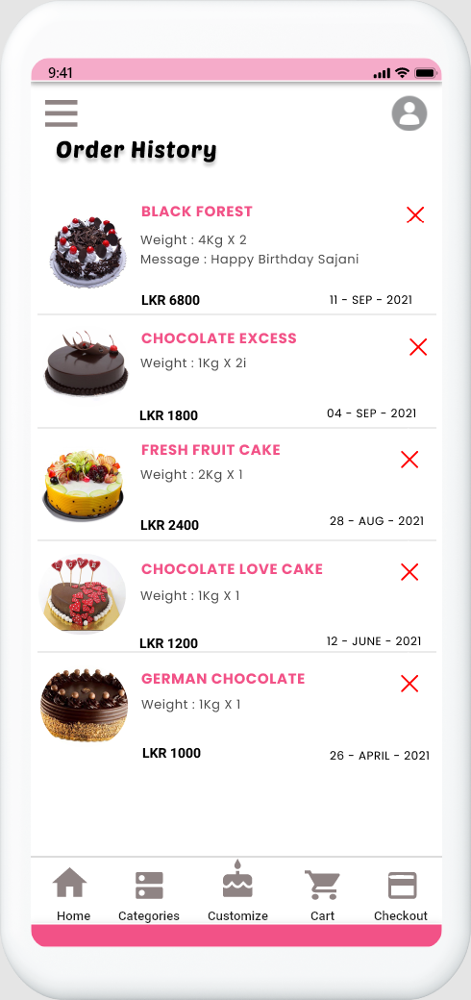 9:41
Order History
BLACK FOREST
Weight : 4Kg X 2
Message : Happy Birthday Sajani
LKR 6800
11 - SEP - 2021
CHOCOLATE EXCESS
Weight : 1Kg X 2i
LKR 1800
04 - SEP - 2021
FRESH FRUIT CAKE
Weight : 2Kg X 1
LKR 2400
28 - AUG - 2021
CHOCOLATE LOVE CAKE
Weight : 1Kg X 1
LKR 1200
12 - JUNE - 2021
GERMAN CHOCOLATE
Weight : 1Kg X 1
LKR 1000
26 - APRIL - 2021
Home Categories Customize Cart Checkout